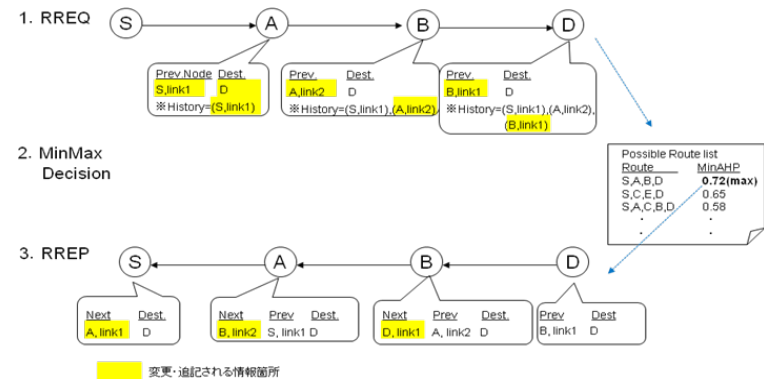 1. RREQ
S
A
B
D
Prev.Node Dest.
S,link1 D
※History=(S,link1)
Prev. Dest.
A,link2 D
※History=(S,link1),(A,link2)
Prev. Dest.
B,link1 D
※History=(S,link1),(A,link2),
(B,link1)
2. MinMax
Decision
Possible Route list
Route MinAHP
S,A,B,D 0.72(max)
S,C,E,D 0.65
S,A,C,B,D 0.58
. .
. .
3. RREP
S
A
B
D
Next Dest.
A, link1 D
Next Prev Dest.
B, link2 S, link1 D
Next Prev Dest.
D, link1 A, link2 D
Prev Dest
B, link1 D
変更・追記される情報箇所